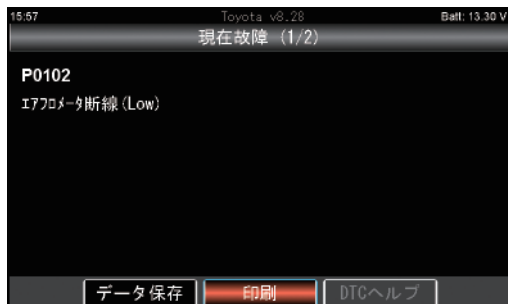 15:57 Toyota v8.28 Batt: 13.30 V
現在故障 (1/2)
P0102
エアフロメータ断線(Low)
データ保存 印刷 DTCヘルプ